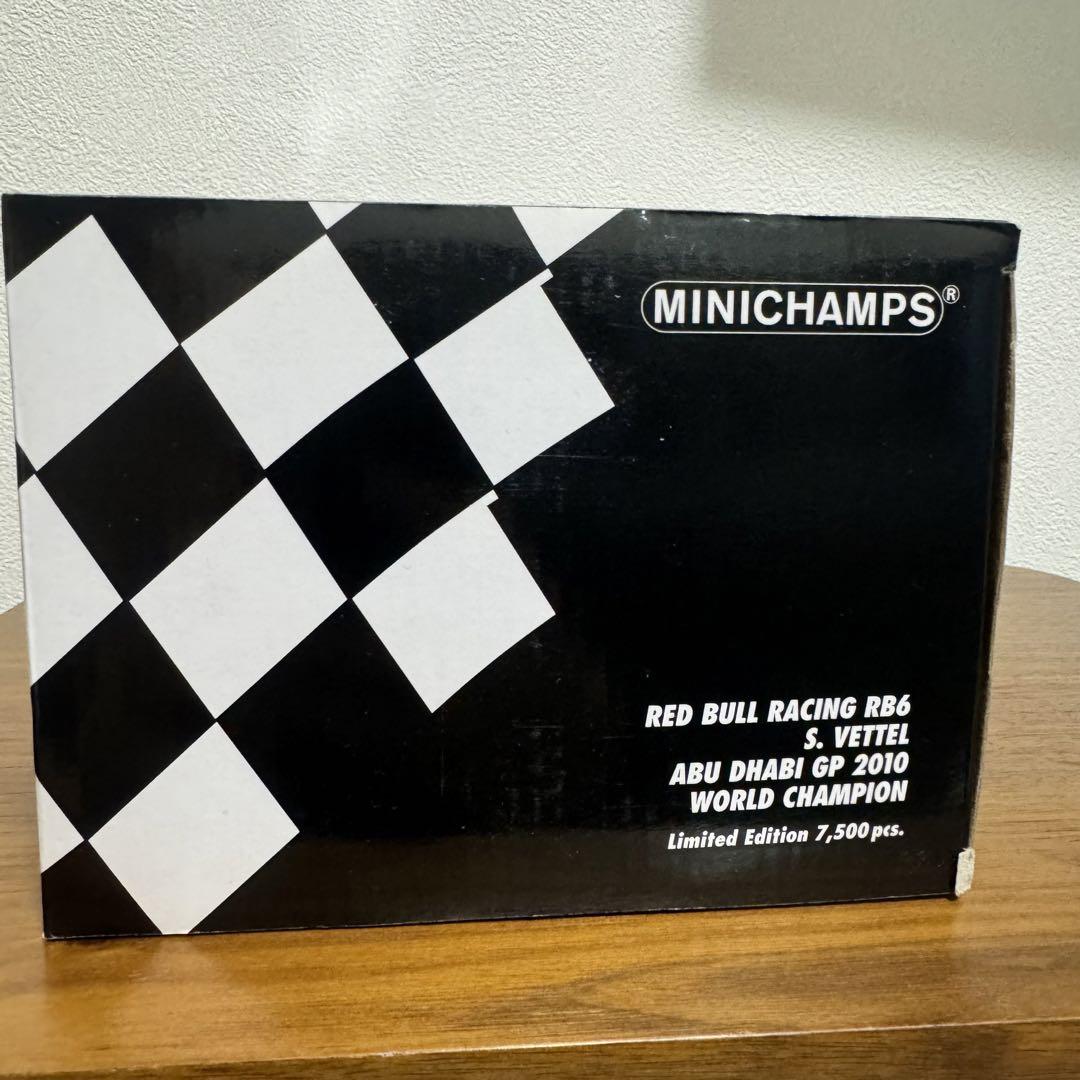 MINICHAMPS®
RED BULL RACING RB6
S. VETTEL
ABU DHABI GP 2010
WORLD CHAMPION
Limited Edition 7,500 pcs.